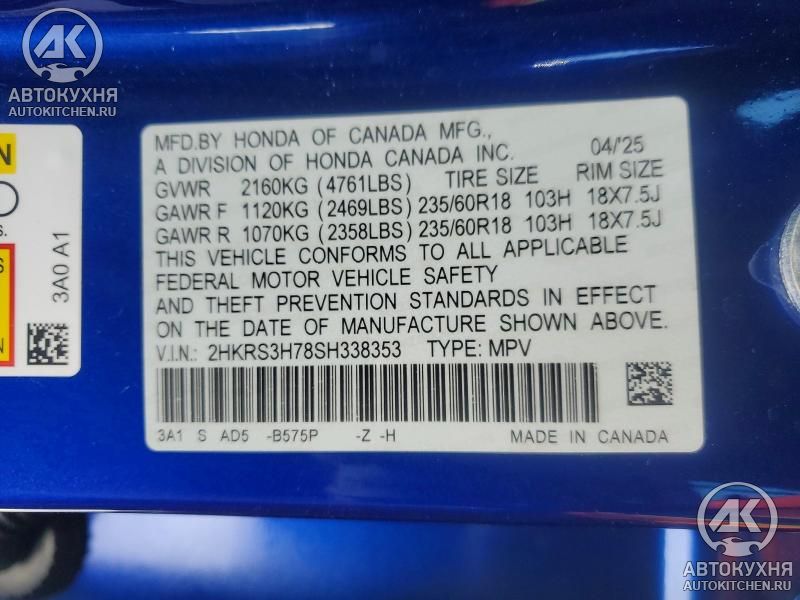 АК
АВТОКУХНЯ
AUTOKITCHEN.RU
N
S.
S
N
3A0 A1
MFD.BY HONDA OF CANADA MFG., 04/'25
A DIVISION OF HONDA CANADA INC.
GVWR 2160KG (4761LBS) TIRE SIZE RIM SIZE
GAWR F 1120KG (2469LBS) 235/60R18 103H 18X7.5J
GAWR R 1070KG (2358LBS) 235/60R18 103H 18X7.5J
THIS VEHICLE CONFORMS TO ALL APPLICABLE
FEDERAL MOTOR VEHICLE SAFETY
AND THEFT PREVENTION STANDARDS IN EFFECT
ON THE DATE OF MANUFACTURE SHOWN ABOVE.
V.I.N.: 2HKRS3H78SH338353 TYPE: MPV
3A1 S AD5 -B575P -Z -H MADE IN CANADA
АК
АВТОКУХНЯ
AUTOKITCHEN.RU